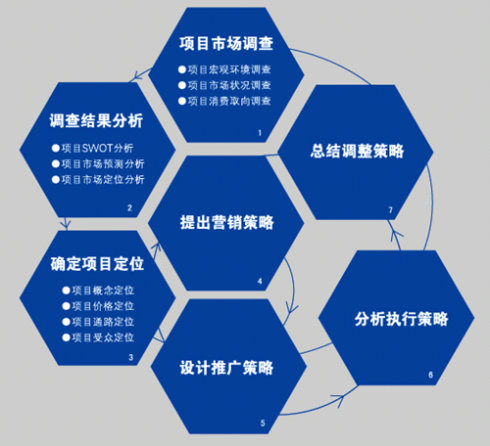 项目市场调查
●项目宏观环境调查
●项目市场状况调查
●项目消费取向调查
1
调查结果分析
●项目SWOT分析
●项目市场预测分析
●项目市场定位分析
2
确定项目定位
●项目概念定位
●项目价格定位
●项目通路定位
●项目受众定位
3
提出营销策略
4
设计推广策略
5
分析执行策略
6
总结调整策略
7